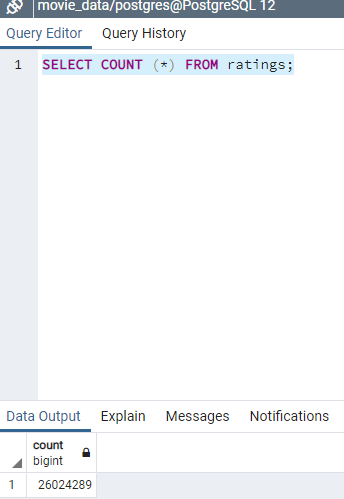 movie_data/postgres@PostgreSQL 12
Query Editor Query History
1 SELECT COUNT (*) FROM ratings;
Data Output Explain Messages Notifications
count
bigint
1 26024289